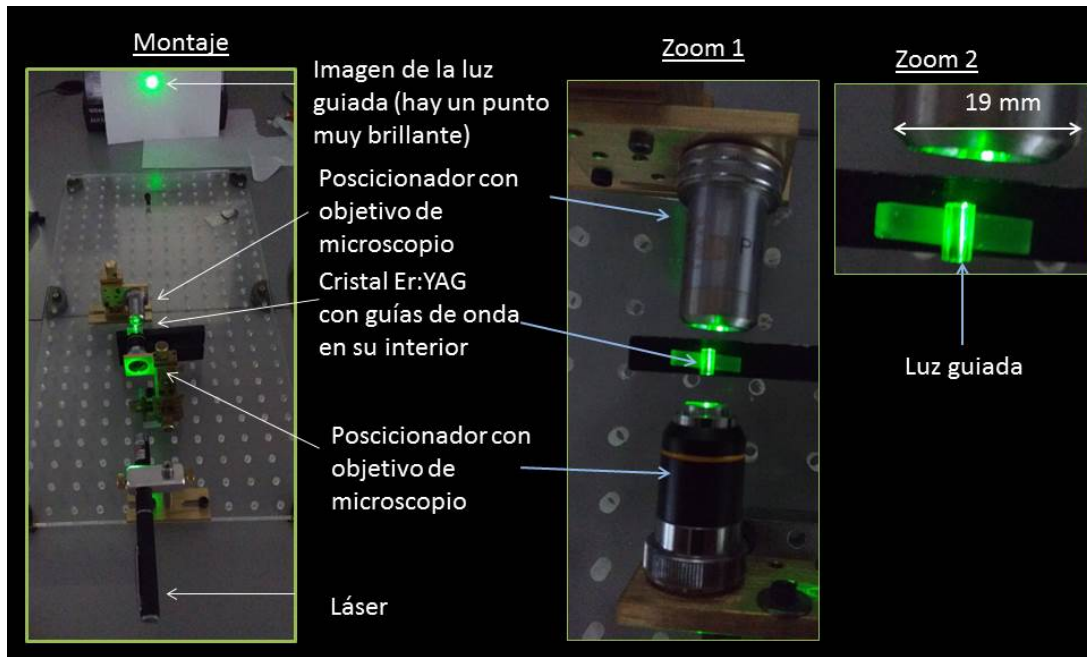 Montaje
Imagen de la luz
guiada (hay un punto
muy brillante)
Poscicionador con
objetivo de
microscopio
Cristal Er:YAG
con guías de onda
en su interior
Poscicionador con
objetivo de
microscopio
Láser
Zoom 1
Zoom 2
19 mm
Luz guiada